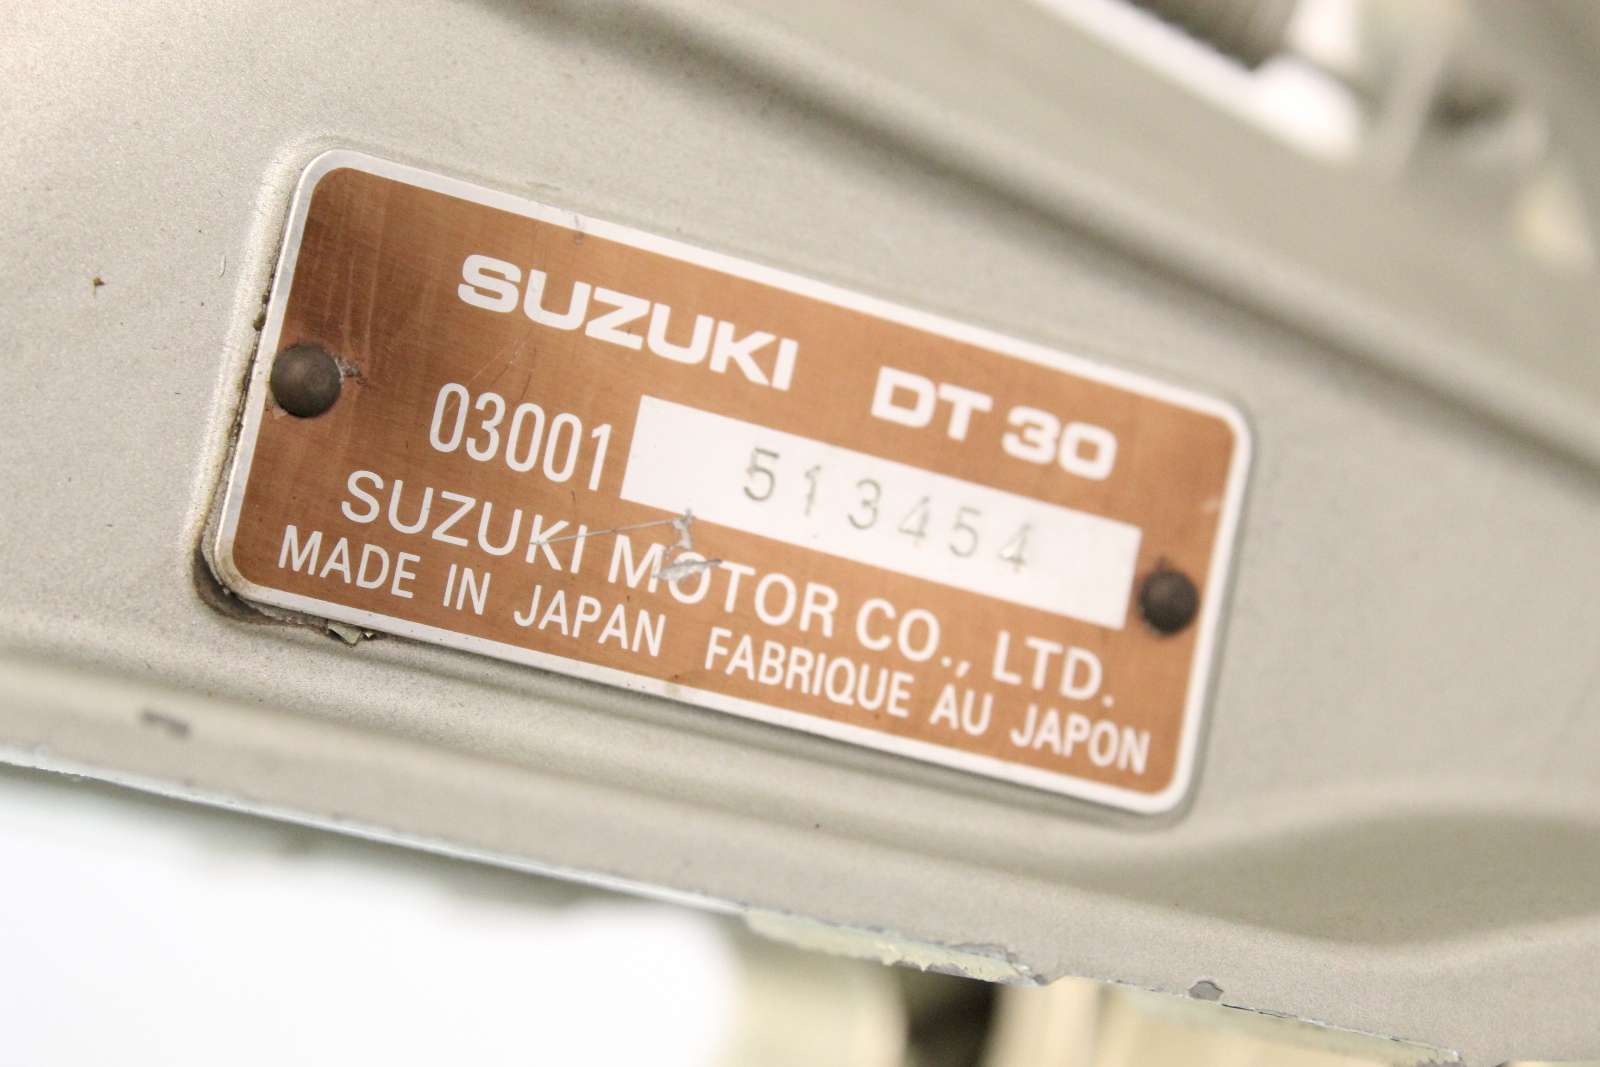 SUZUKI DT 30
03001 513454
SUZUKI MOTOR CO., LTD.
MADE IN JAPAN FABRIQUE AU JAPON